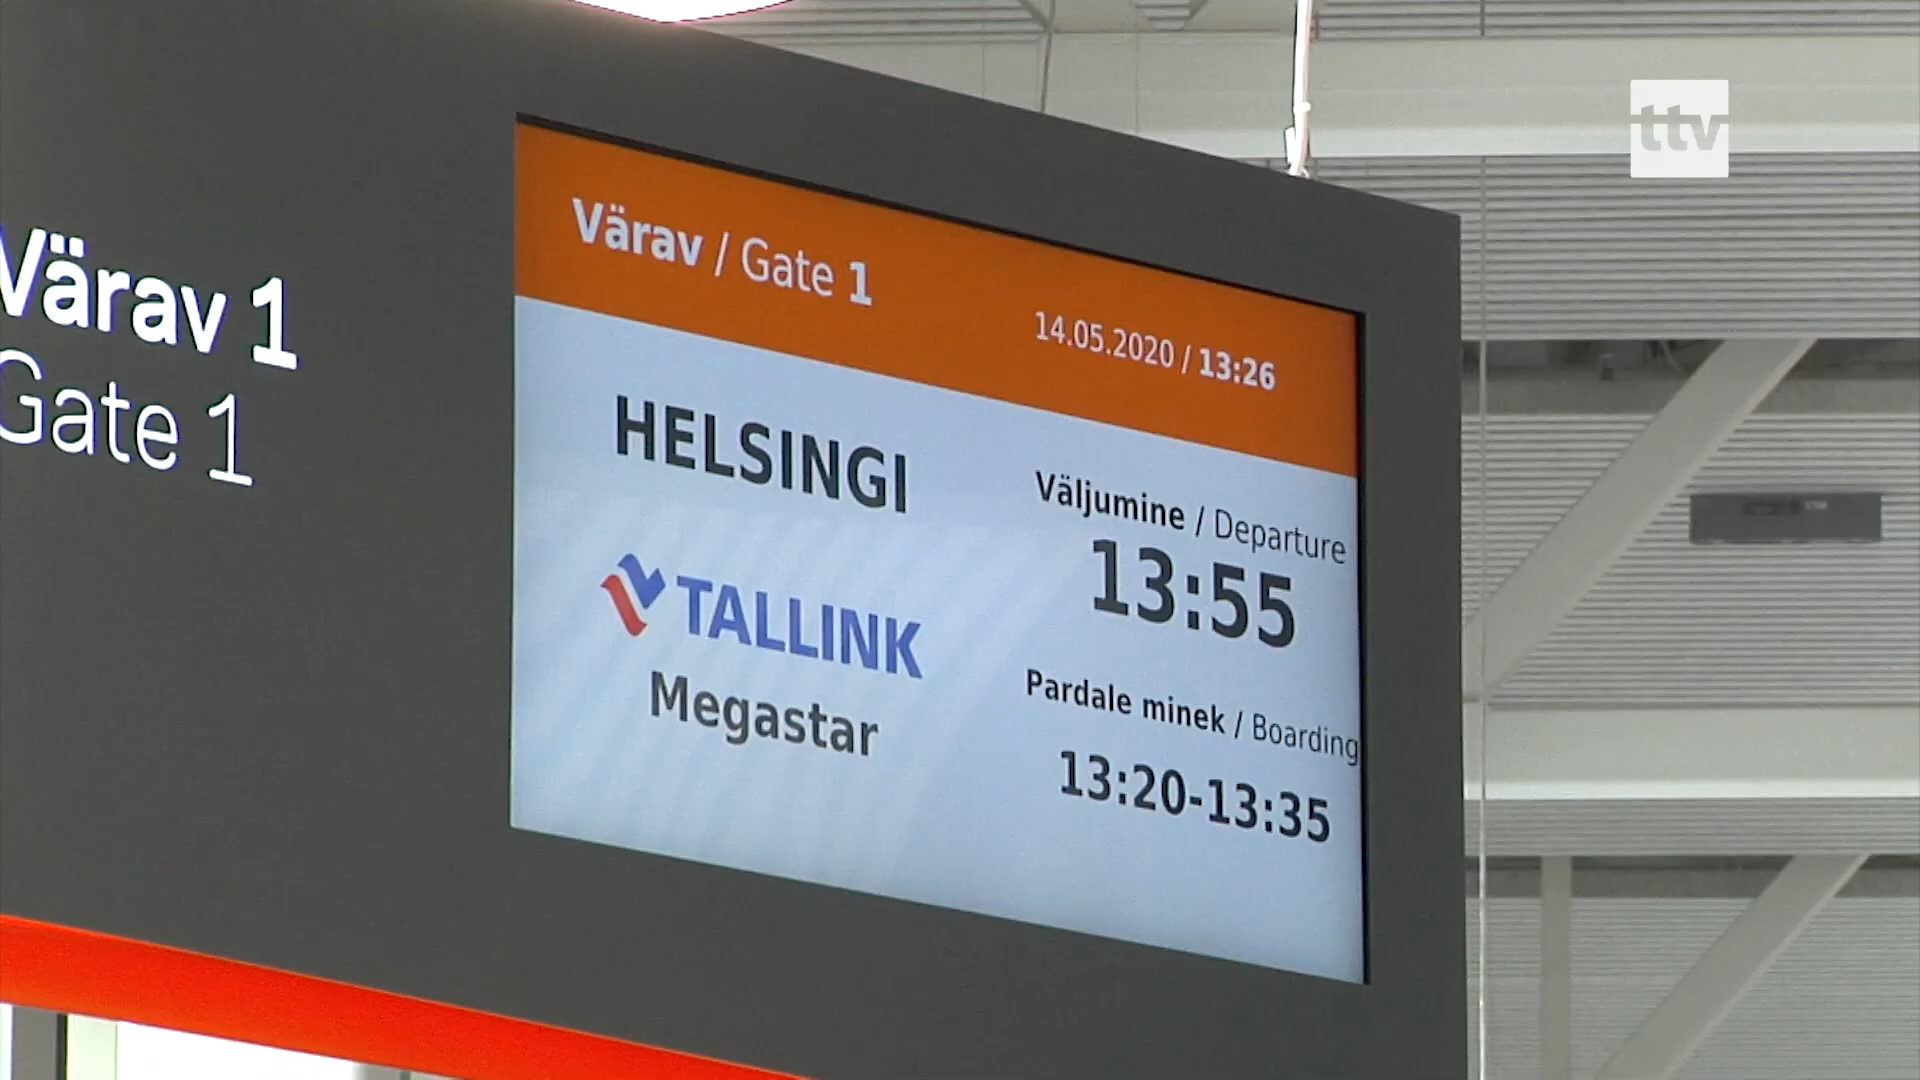 ttv
Värav 1
Gate 1
Värav / Gate 1
14.05.2020 / 13:26
HELSINGI
TALLINK
Megastar
Väljumine / Departure
13:55
Pardale minek / Boarding
13:20-13:35